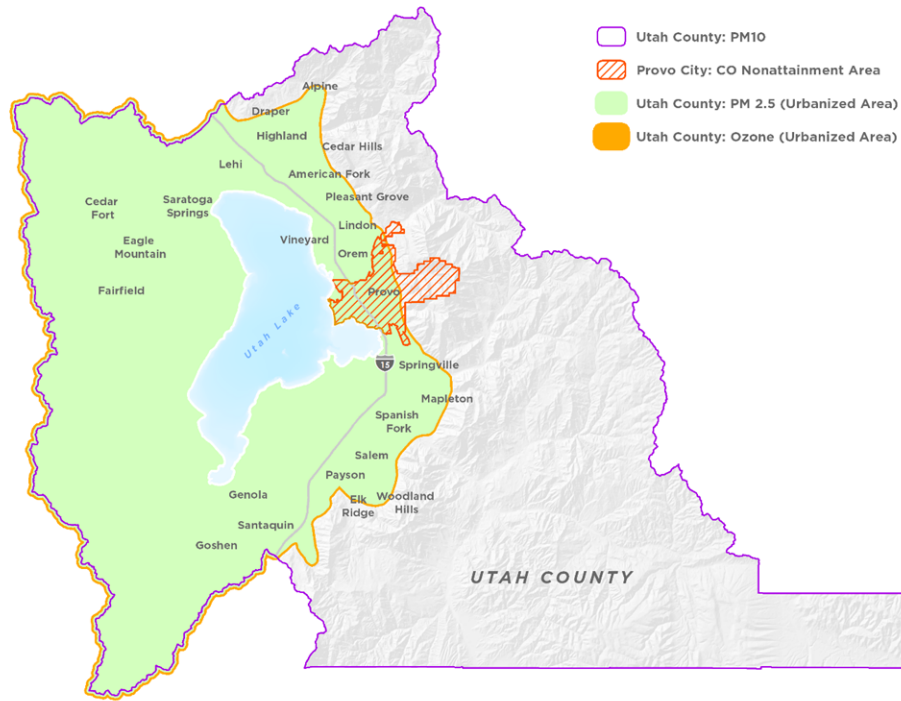 Utah County: PM10
Provo City: CO Nonattainment Area
Utah County: PM 2.5 (Urbanized Area)
Utah County: Ozone (Urbanized Area)
Alpine
Draper
Highland
Cedar Hills
Lehi
American Fork
Pleasant Grove
Cedar
Fort
Saratoga
Springs
Lindon
Vineyard
Eagle
Mountain
Orem
Fairfield
Provo
Utah Lake
15
Springville
Mapleton
Spanish
Fork
Salem
Payson
Genola
Elk
Ridge
Woodland
Hills
Santaquin
Goshen
UTAH COUNTY